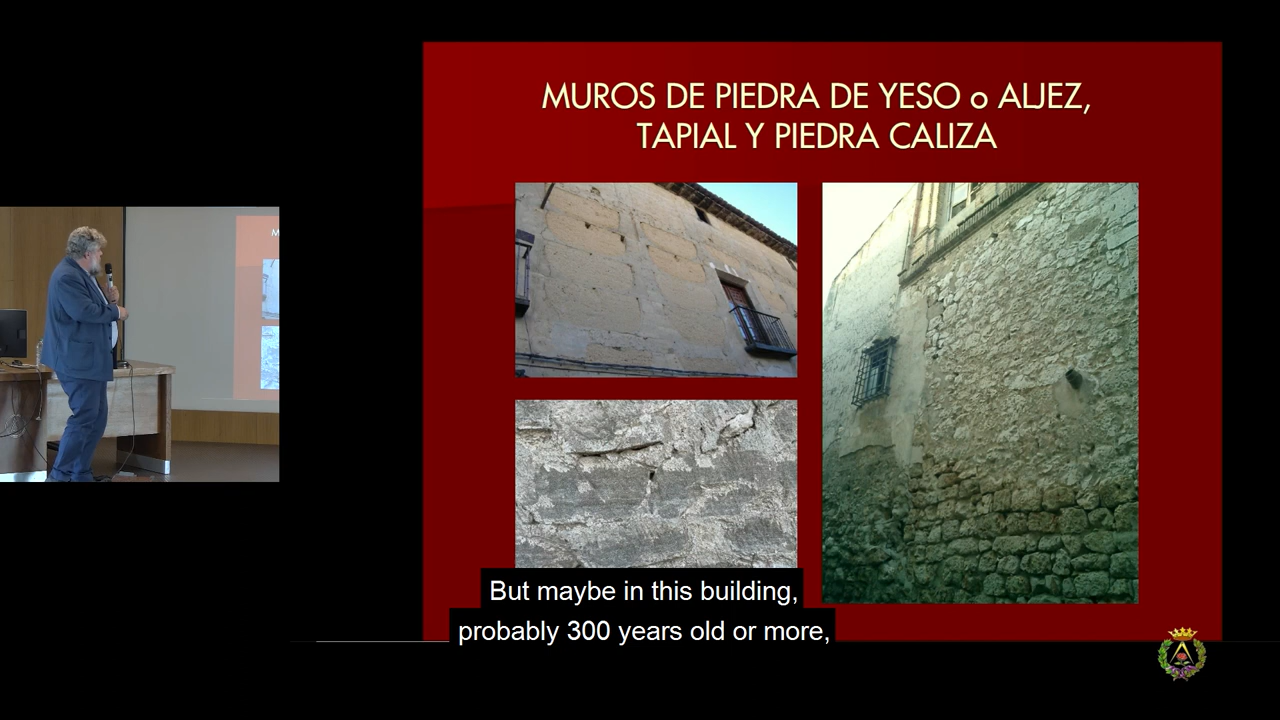 MUROS DE PIEDRA DE YESO o ALJEZ,
TAPIAL Y PIEDRA CALIZA
But maybe in this building,
probably 300 years old or more,